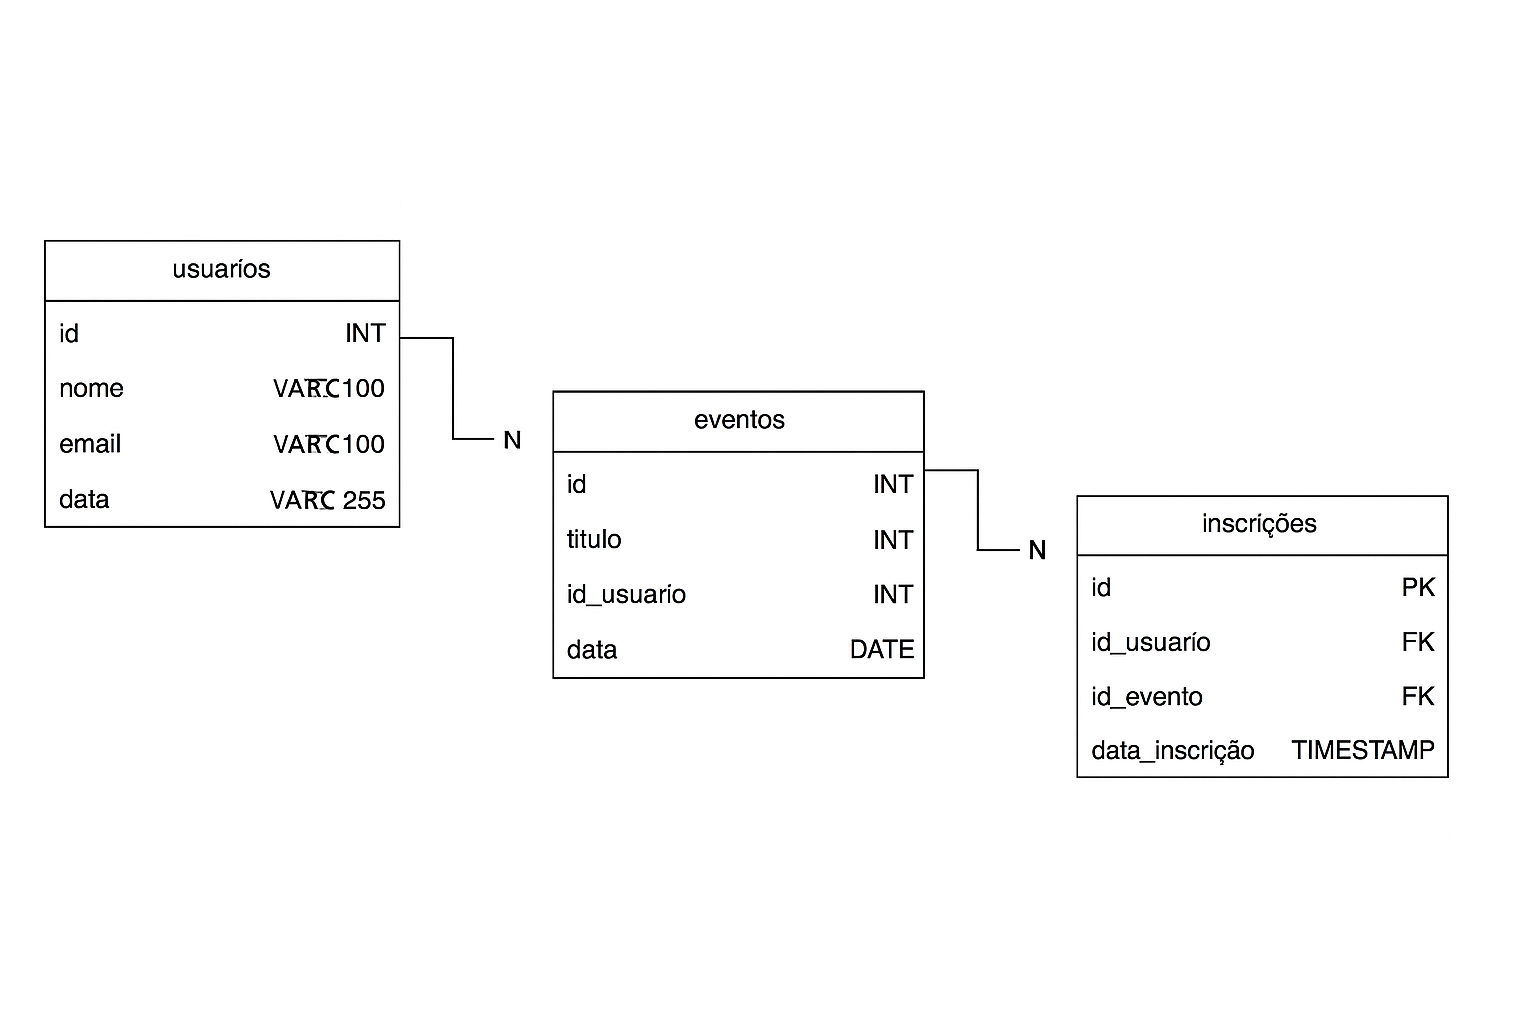 usuaríos
id INT
nome VARC100
email VARC100
data VARC 255
N
eventos
id INT
titulo INT
id_usuario INT
data DATE
N
inscrições
id PK
id_usuarío FK
id_evento FK
data_inscrição TIMESTAMP